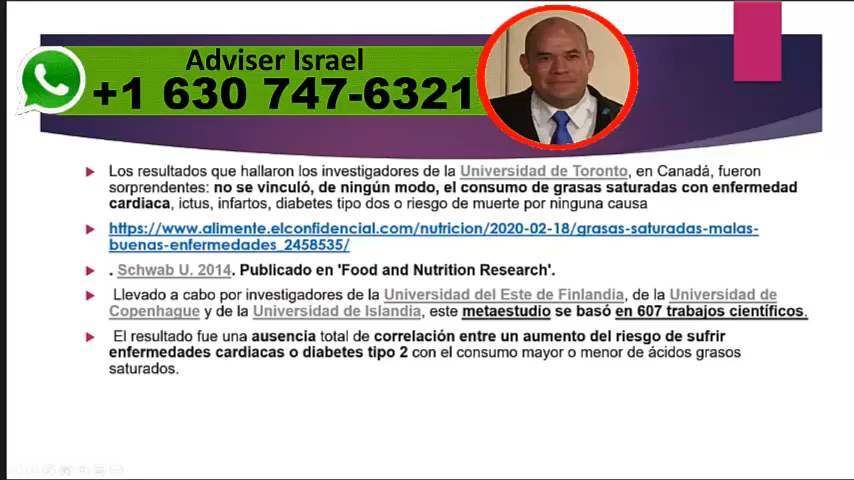 Adviser Israel
+1 630 747-6321
Los resultados que hallaron los investigadores de la Universidad de Toronto, en Canadá, fueron
sorprendentes: no se vinculó, de ningún modo, el consumo de grasas saturadas con enfermedad
cardiaca, ictus, infartos, diabetes tipo dos o riesgo de muerte por ninguna causa
https://www.alimente.elconfidencial.com/nutricion/2020-02-18/grasas-saturadas-malas-
buenas-enfermedades_2458535/
. Schwab U. 2014. Publicado en 'Food and Nutrition Research'.
Llevado a cabo por investigadores de la Universidad del Este de Finlandia, de la Universidad de
Copenhague y de la Universidad de Islandia, este metaestudio se basó en 607 trabajos científicos.
El resultado fue una ausencia total de correlación entre un aumento del riesgo de sufrir
enfermedades cardiacas o diabetes tipo 2 con el consumo mayor o menor de ácidos grasos
saturados.